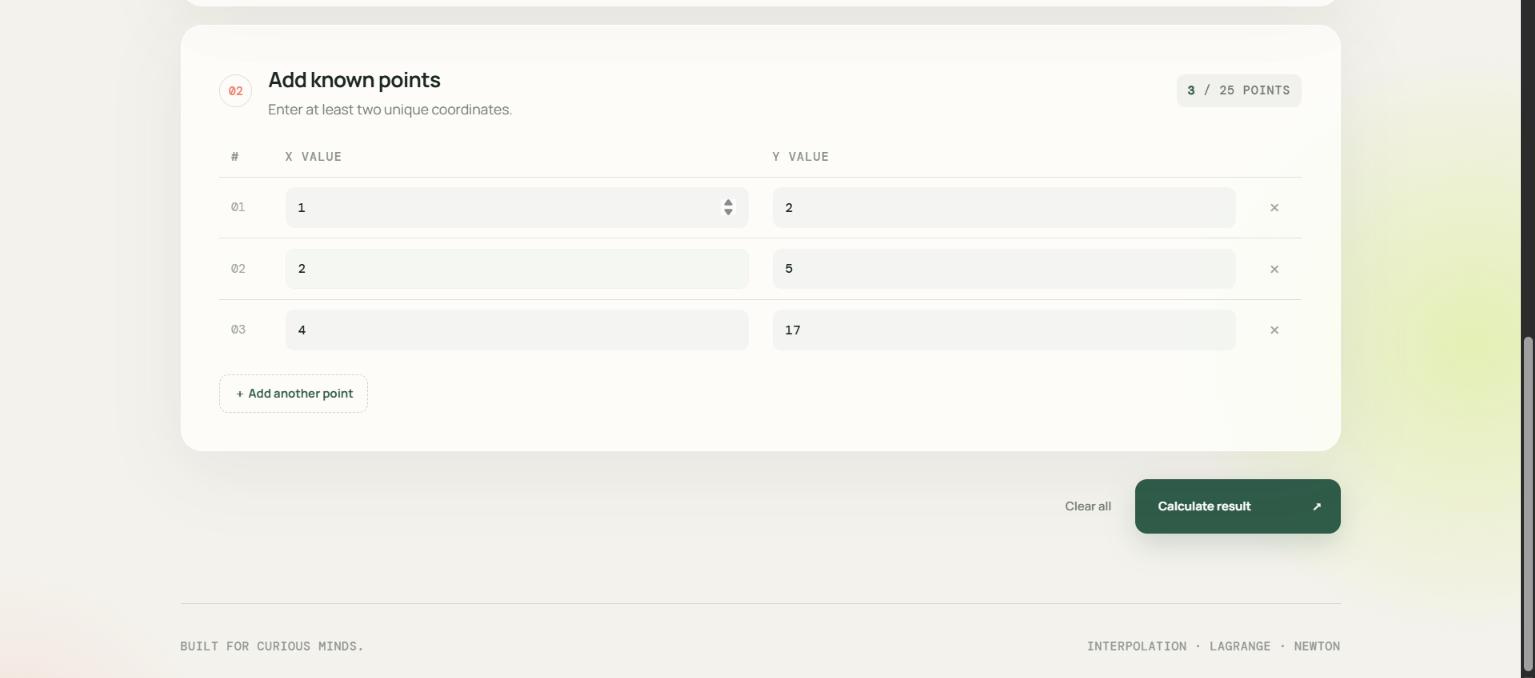 02
Add known points
Enter at least two unique coordinates.
3 / 25 POINTS
# X VALUE Y VALUE
01 1 2 ×
02 2 5 ×
03 4 17 ×
+ Add another point
Clear all
Calculate result ↗
BUILT FOR CURIOUS MINDS.
INTERPOLATION · LAGRANGE · NEWTON